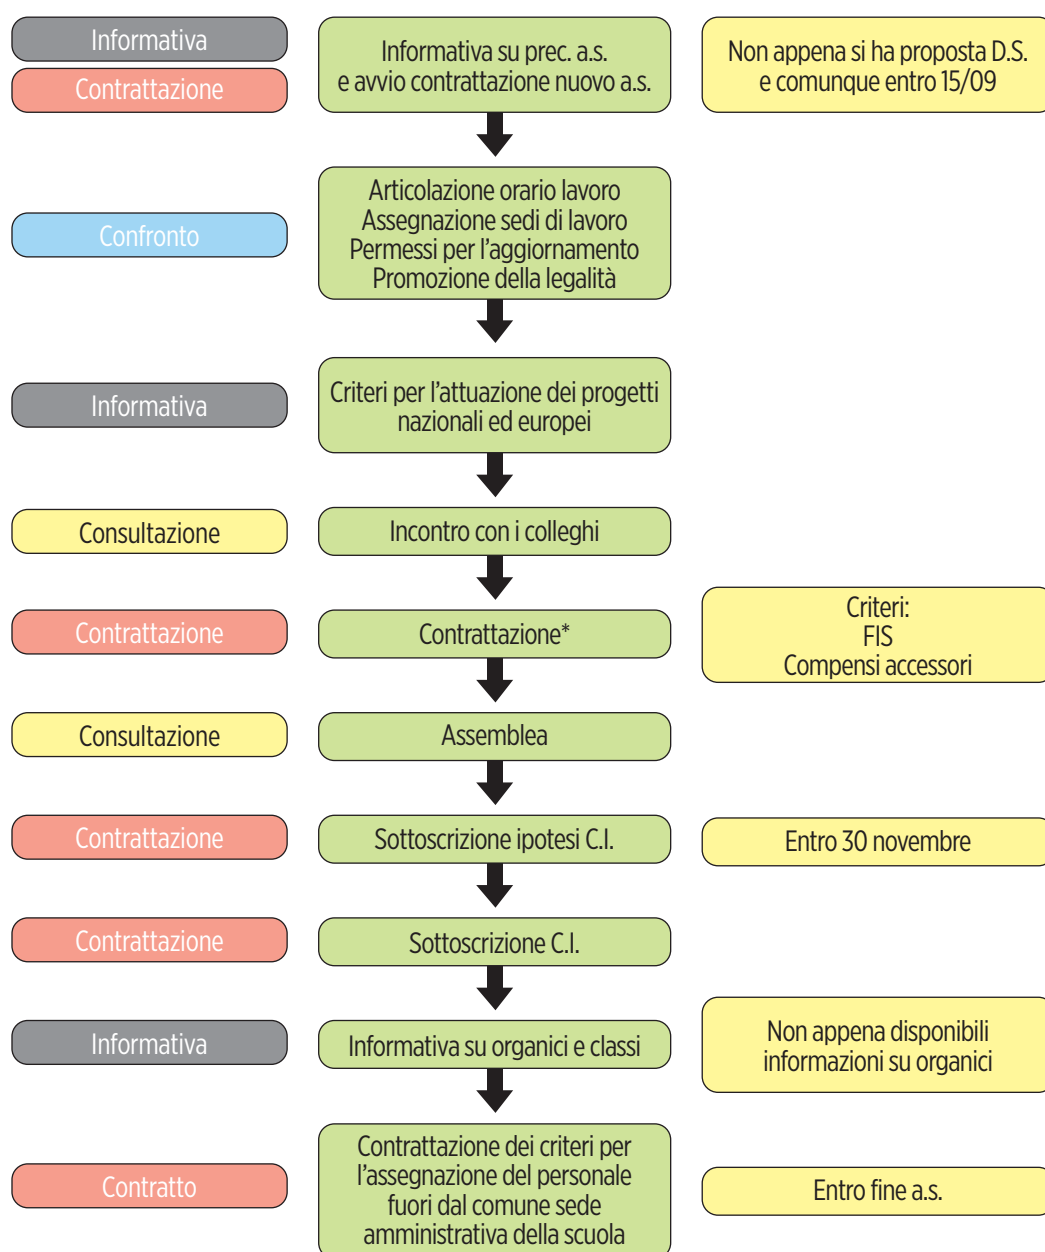 Informativa
Contrattazione
Informativa su prec. a.s.
e avvio contrattazione nuovo a.s.
Non appena si ha proposta D.S.
e comunque entro 15/09
Confronto
Articolazione orario lavoro
Assegnazione sedi di lavoro
Permessi per l'aggiornamento
Promozione della legalità
Informativa
Criteri per l'attuazione dei progetti
nazionali ed europei
Consultazione
Incontro con i colleghi
Contrattazione
Contrattazione*
Criteri:
FIS
Compensi accessori
Consultazione
Assemblea
Contrattazione
Sottoscrizione ipotesi C.I.
Entro 30 novembre
Contrattazione
Sottoscrizione C.I.
Informativa
Informativa su organici e classi
Non appena disponibili
informazioni su organici
Contratto
Contrattazione dei criteri per
l'assegnazione del personale
fuori dal comune sede
amministrativa della scuola
Entro fine a.s.